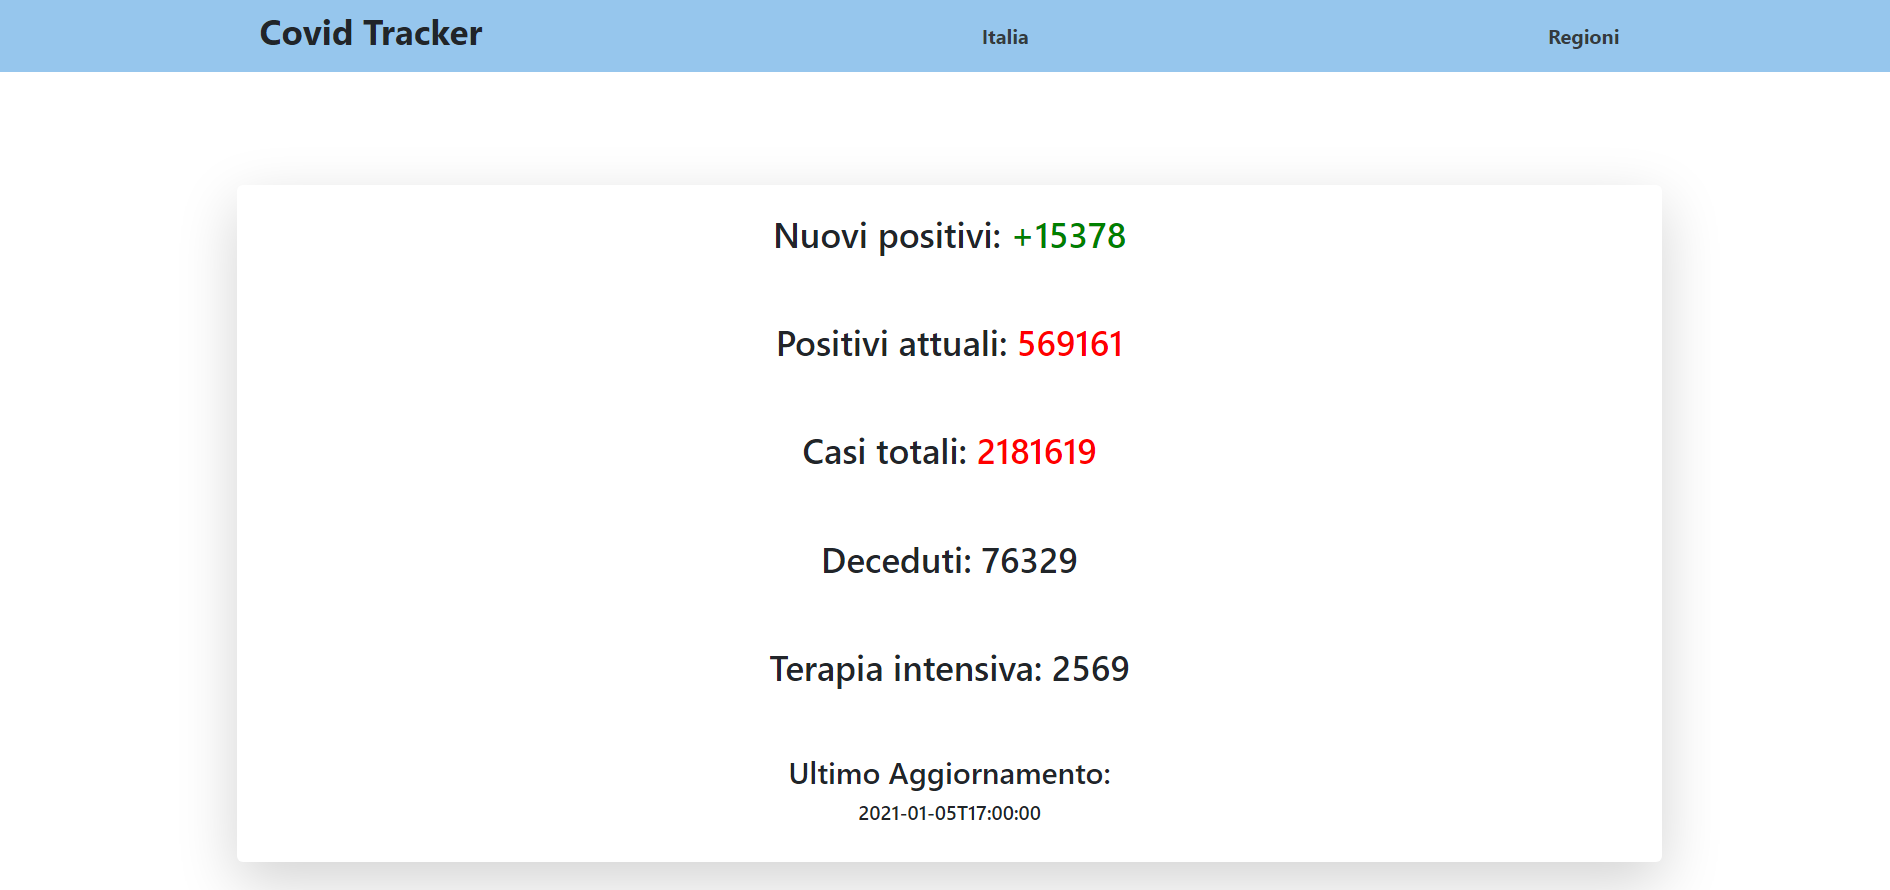 Covid Tracker Italia Regioni
Nuovi positivi: +15378
Positivi attuali: 569161
Casi totali: 2181619
Deceduti: 76329
Terapia intensiva: 2569
Ultimo Aggiornamento:
2021-01-05T17:00:00